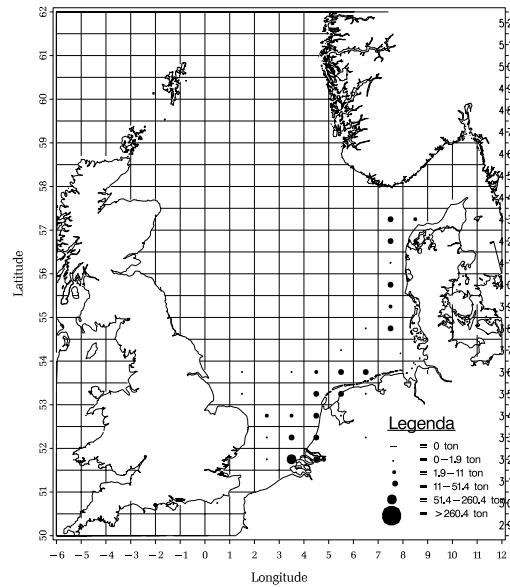 62
61
60
59
58
57
56
55
54
53
52
51
50
Latitude
Legenda
= 0 ton
= 0−1.9 ton
= 1.9−11 ton
= 11−51.4 ton
= 51.4−260.4 ton
= >260.4 ton
−6 −5 −4 −3 −2 −1 0 1 2 3 4 5 6 7 8 9 10 11 12
Longitude